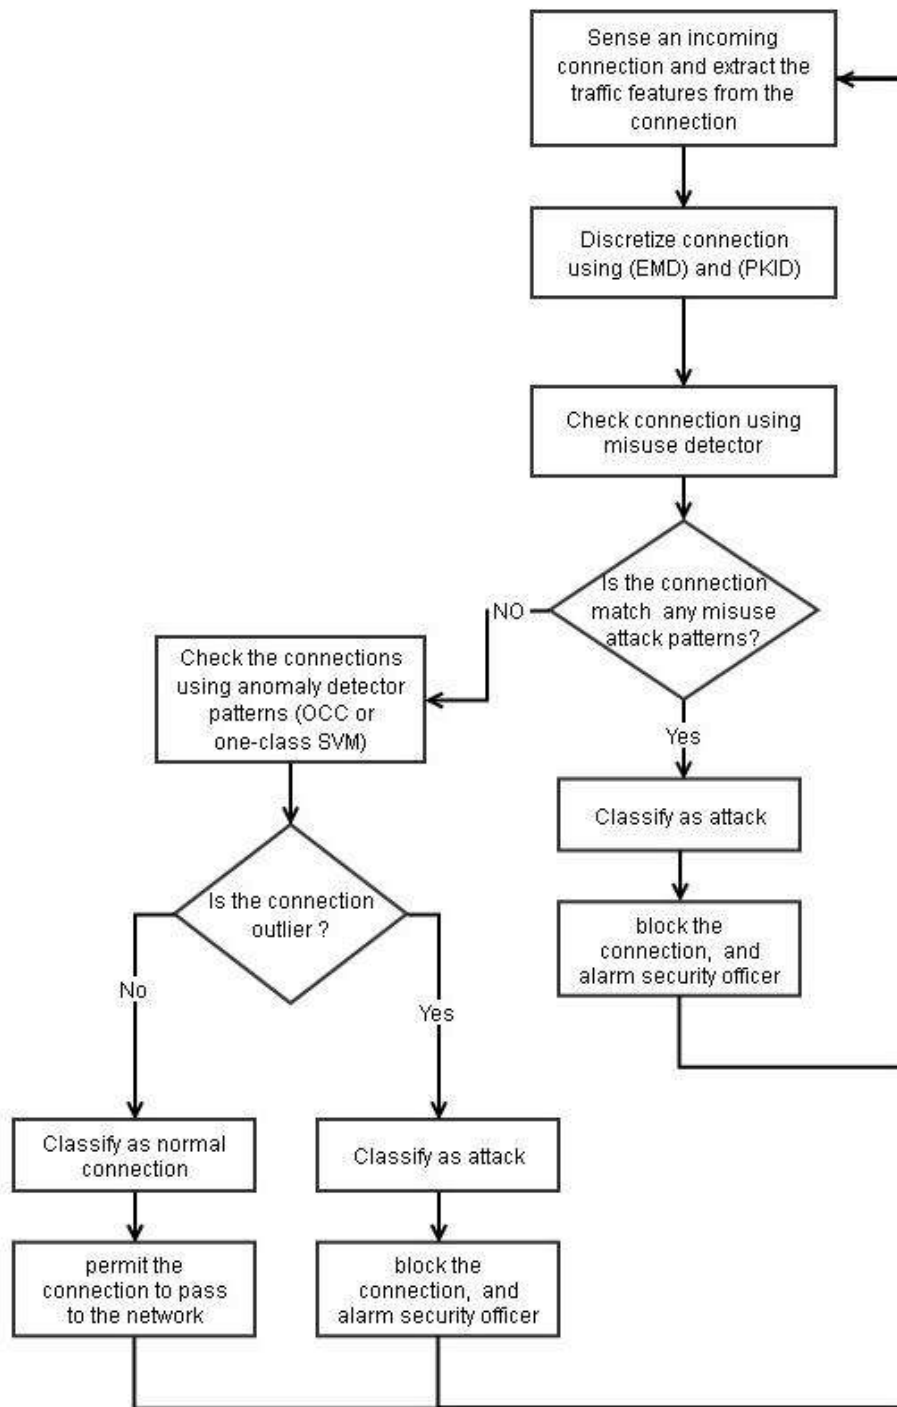 Sense an incoming
connection and extract the
traffic features from the
connection
Discretize connection
using (EMD) and (PKID)
Check connection using
misuse detector
Is the connection
match any misuse
attack patterns?
NO
Yes
Check the connections
using anomaly detector
patterns (OCC or
one-class SVM)
Classify as attack
Is the connection
outlier ?
block the
connection, and
alarm security officer
No
Yes
Classify as normal
connection
Classify as attack
permit the
connection to pass
to the network
block the
connection, and
alarm security officer